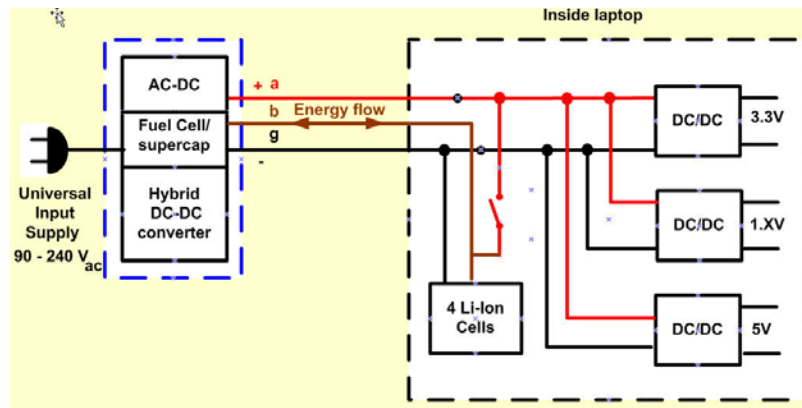 Inside laptop
AC-DC
Fuel Cell/
supercap
Hybrid
DC-DC
converter
+ a
b Energy flow
g
-
Universal
Input
Supply
90 - 240 V ac
4 Li-Ion
Cells
DC/DC
3.3V
DC/DC
1.XV
DC/DC
5V